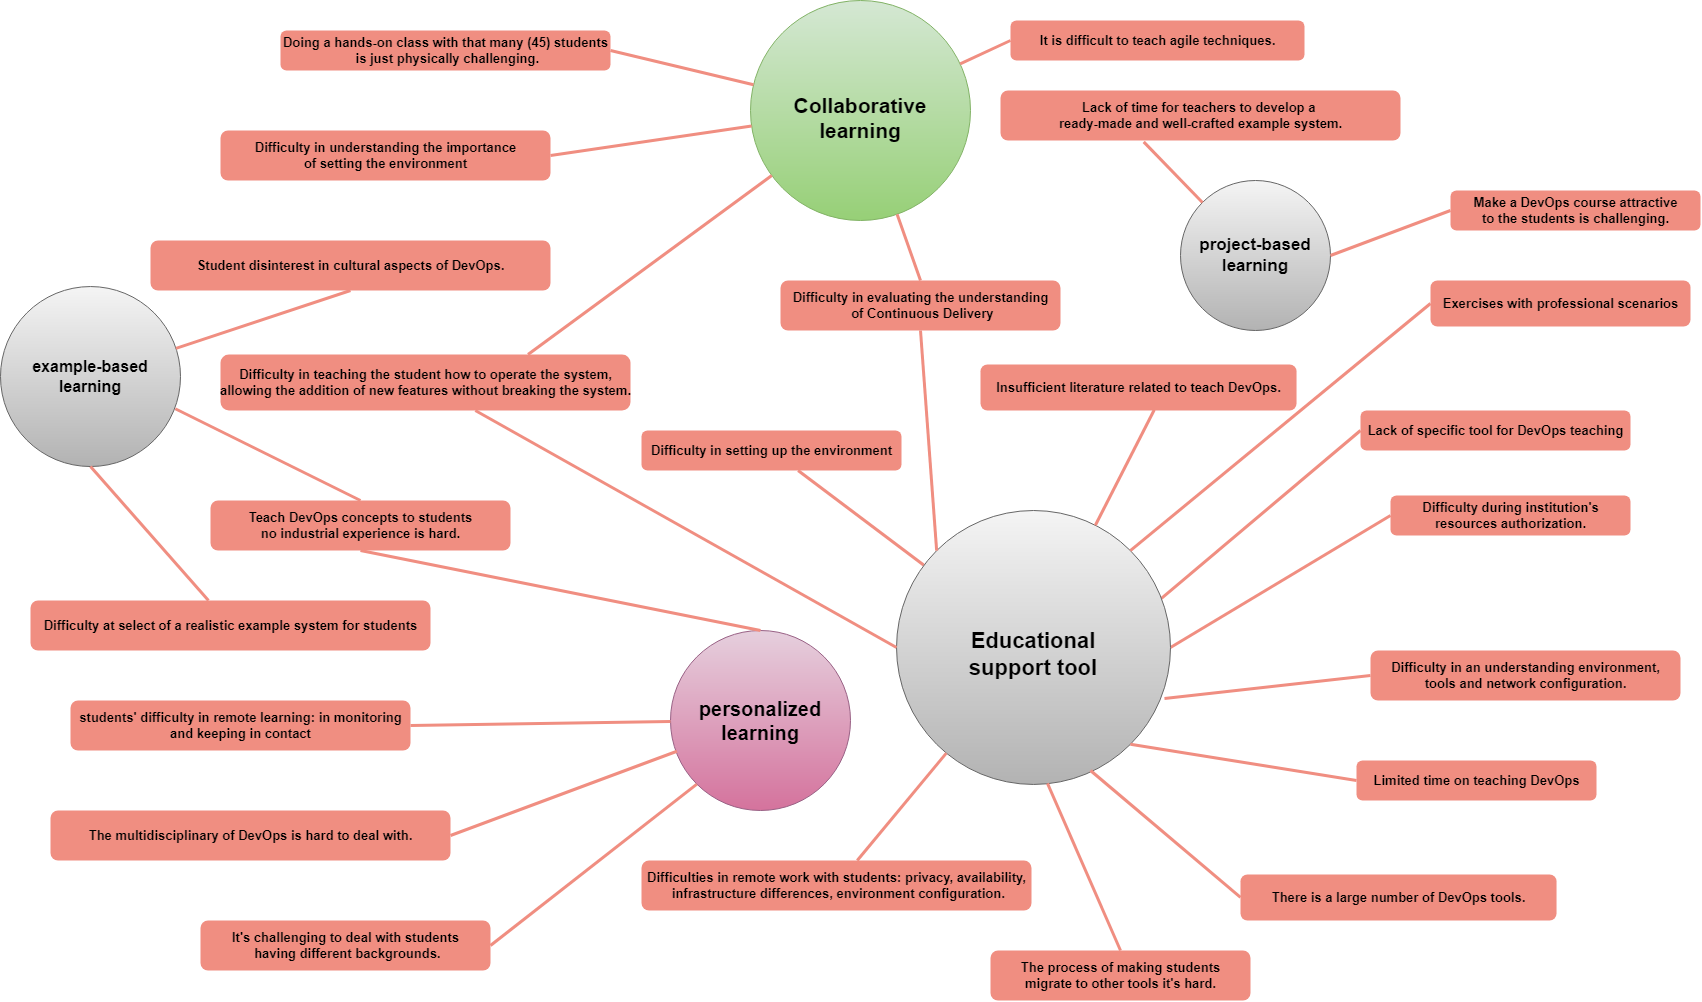 Doing a hands-on class with that many (45) students
is just physically challenging.
It is difficult to teach agile techniques.
Collaborative
learning
Lack of time for teachers to develop a
ready-made and well-crafted example system.
Difficulty in understanding the importance
of setting the environment
Make a DevOps course attractive
to the students is challenging.
project-based
learning
Student disinterest in cultural aspects of DevOps.
Difficulty in evaluating the understanding
of Continuous Delivery
Exercises with professional scenarios
example-based
learning
Difficulty in teaching the student how to operate the system,
allowing the addition of new features without breaking the system.
Insufficient literature related to teach DevOps.
Lack of specific tool for DevOps teaching
Difficulty in setting up the environment
Teach DevOps concepts to students
no industrial experience is hard.
Difficulty during institution's
resources authorization.
Difficulty at select of a realistic example system for students
Educational
support tool
Difficulty in an understanding environment,
tools and network configuration.
students' difficulty in remote learning: in monitoring
and keeping in contact
personalized
learning
Limited time on teaching DevOps
The multidisciplinary of DevOps is hard to deal with.
Difficulties in remote work with students: privacy, availability,
infrastructure differences, environment configuration.
There is a large number of DevOps tools.
It's challenging to deal with students
having different backgrounds.
The process of making students
migrate to other tools it's hard.